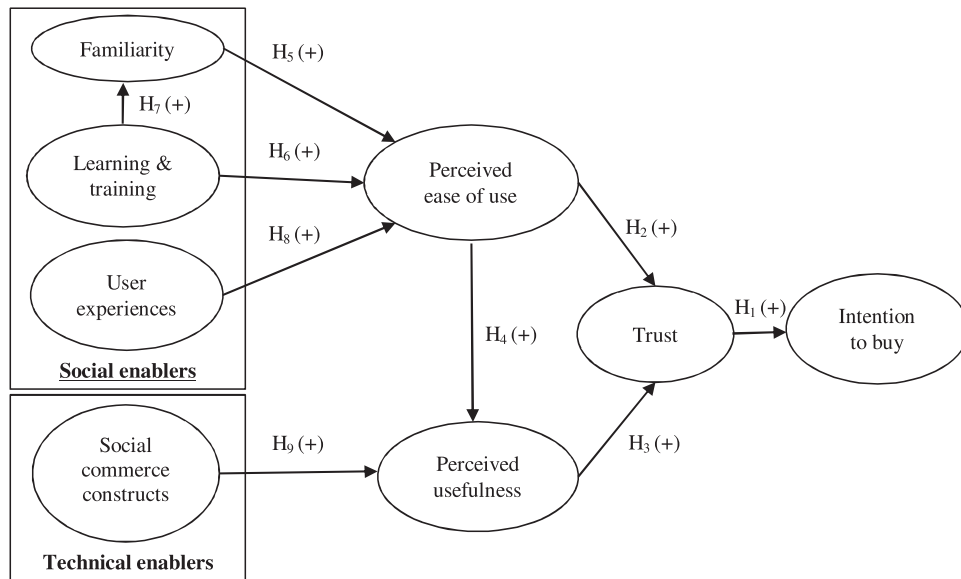 Familiarity
H₅ (+)
H₇ (+)
Learning &
training
H₆ (+)
Perceived
ease of use
H₈ (+)
H₂ (+)
User
experiences
Social enablers
H₄ (+)
Trust
H₁ (+)
Intention
to buy
Social
commerce
constructs
H₉ (+)
Perceived
usefulness
H₃ (+)
Technical enablers